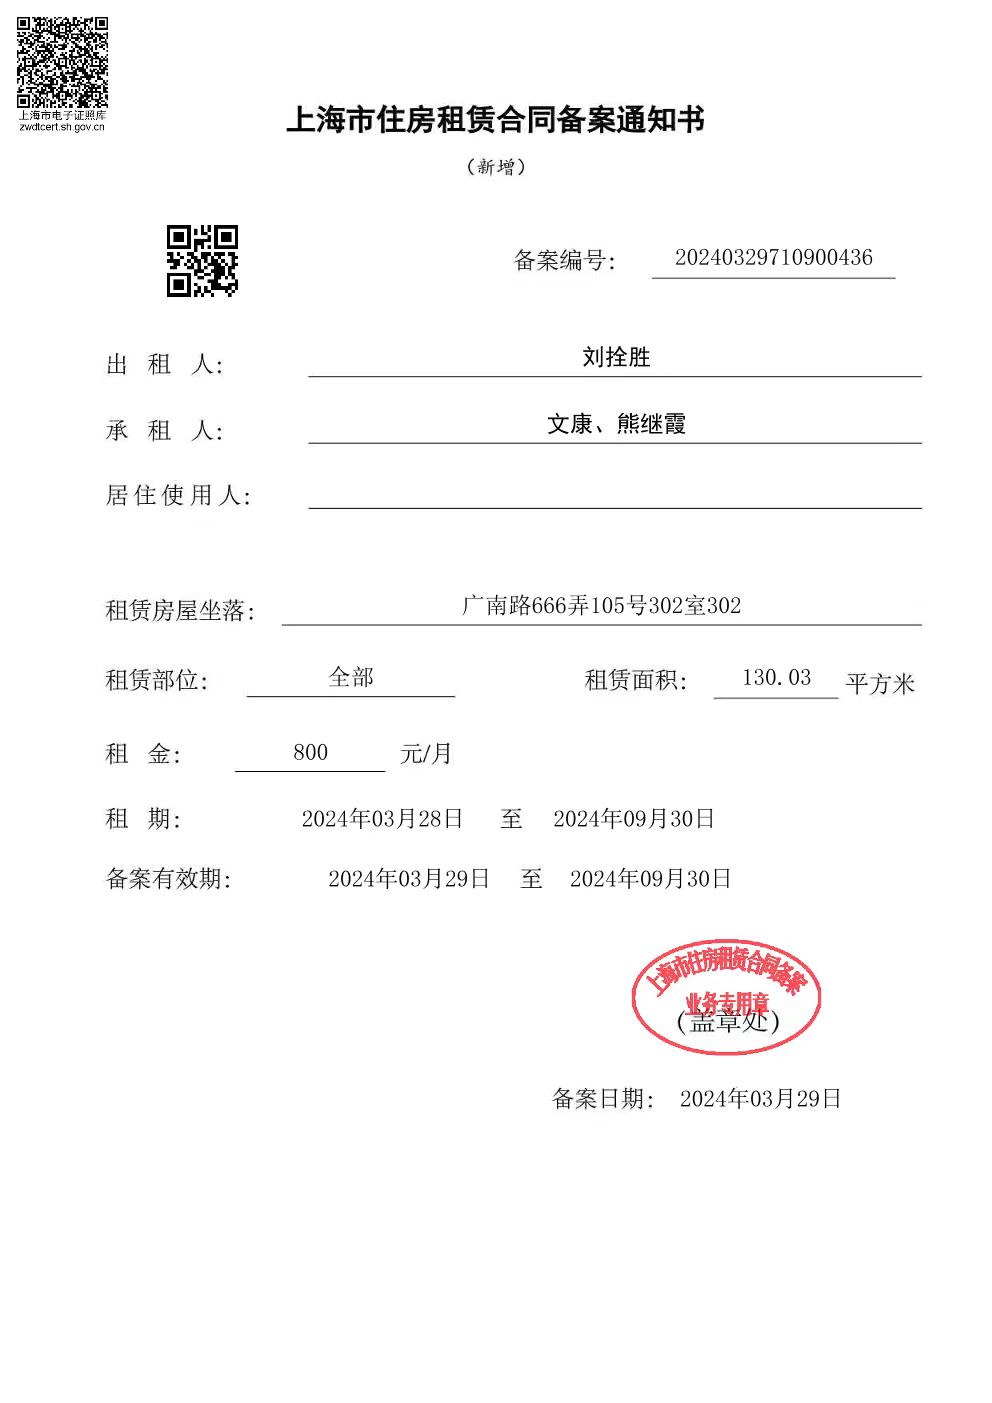 上海市电子证照库
zwdtcert.sh.gov.cn
上海市住房租赁合同备案通知书
（新增）
备案编号： 20240329710900436
出 租 人： 刘拴胜
承 租 人： 文康、熊继霞
居住使用人：
租赁房屋坐落： 广南路666弄105号302室302
租赁部位： 全部 租赁面积： 130.03 平方米
租 金： 800 元/月
租 期： 2024年03月28日 至 2024年09月30日
备案有效期： 2024年03月29日 至 2024年09月30日
上海市住房租赁合同备案
业务专用章
（盖章处）
备案日期： 2024年03月29日